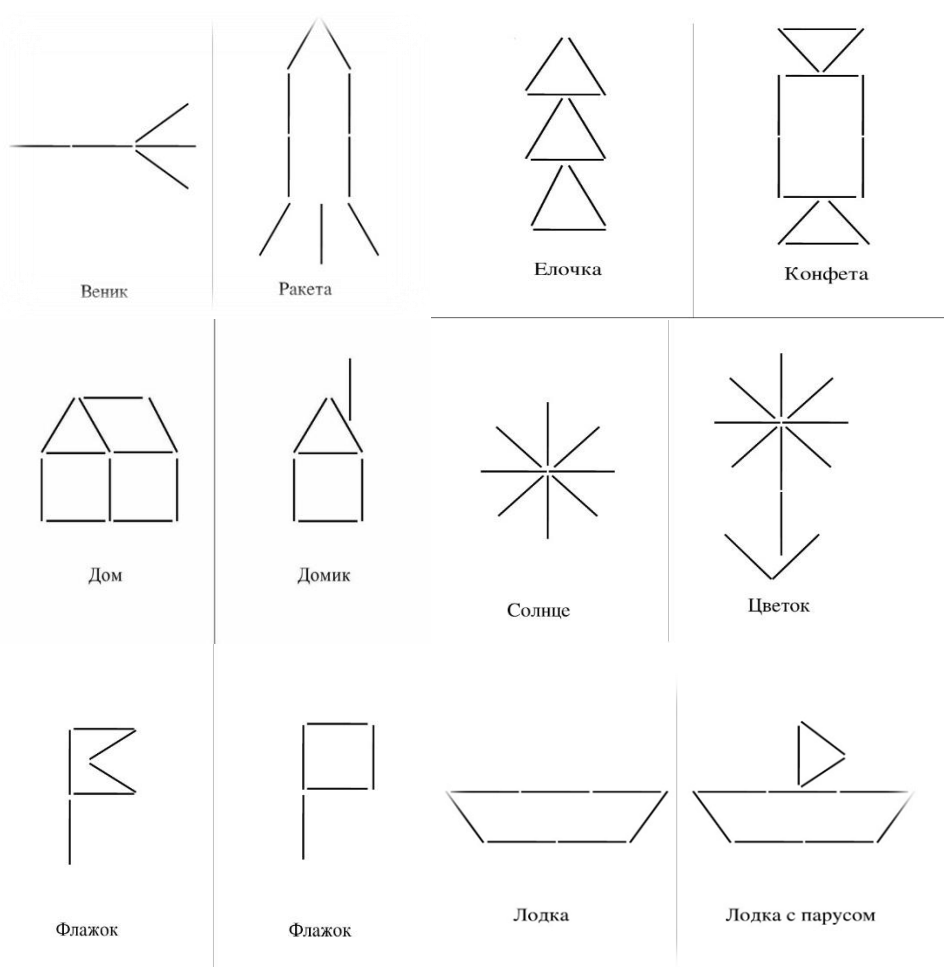 Веник
Ракета
Елочка
Конфета
Дом
Домик
Солнце
Цветок
Флажок
Флажок
Лодка
Лодка с парусом